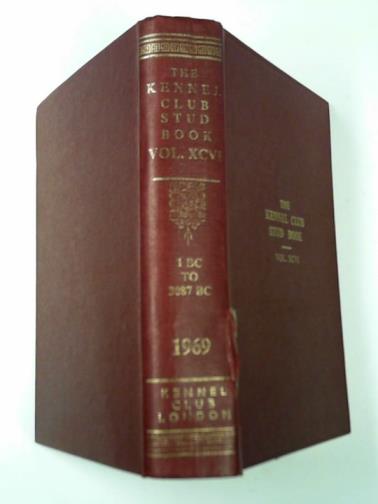 THE
KENNEL
CLUB
STUD
BOOK
VOL. XCVI
1 BC
TO
3087 BC
1969
KENNEL
CLUB
LONDON
THE
KENNEL CLUB
STUD BOOK
VOL. XCVI